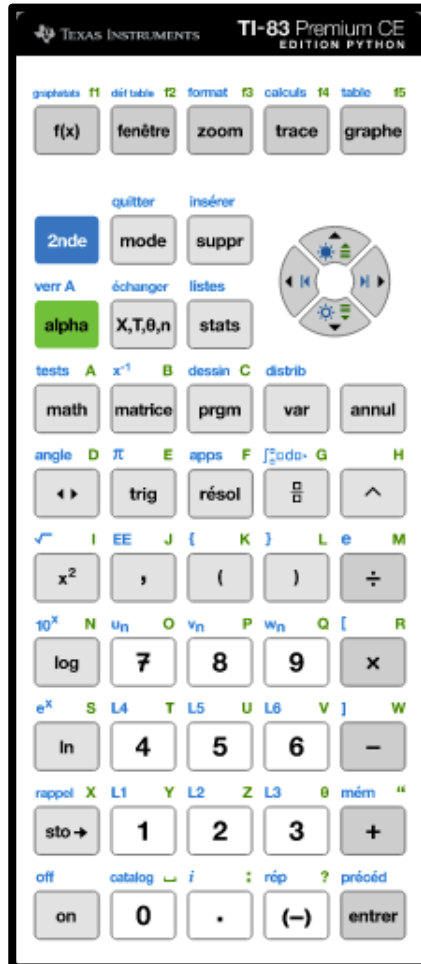 TEXAS INSTRUMENTS TI-83 Premium CE
EDITION PYTHON
graphstats f1 déf table f2 format f3 calculs f4 table f5
f(x) fenêtre zoom trace graphe
quitter insérer
2nde mode suppr
verr A échanger listes
alpha X,T,θ,n stats
tests A x⁻¹ B dessin C distrib
math matrice prgm var annul
angle D π E apps F G H
trig résol ^
√ I EE J { K } L e M
x² , ( ) ÷
10ˣ N uₙ O vₙ P wₙ Q [ R
log 7 8 9 ×
eˣ S L4 T L5 U L6 V ] W
ln 4 5 6 −
rappel X L1 Y L2 Z L3 θ mém “
sto→ 1 2 3 +
off catalog ⎵ i : rép ? précéd
on 0 . (−) entrer